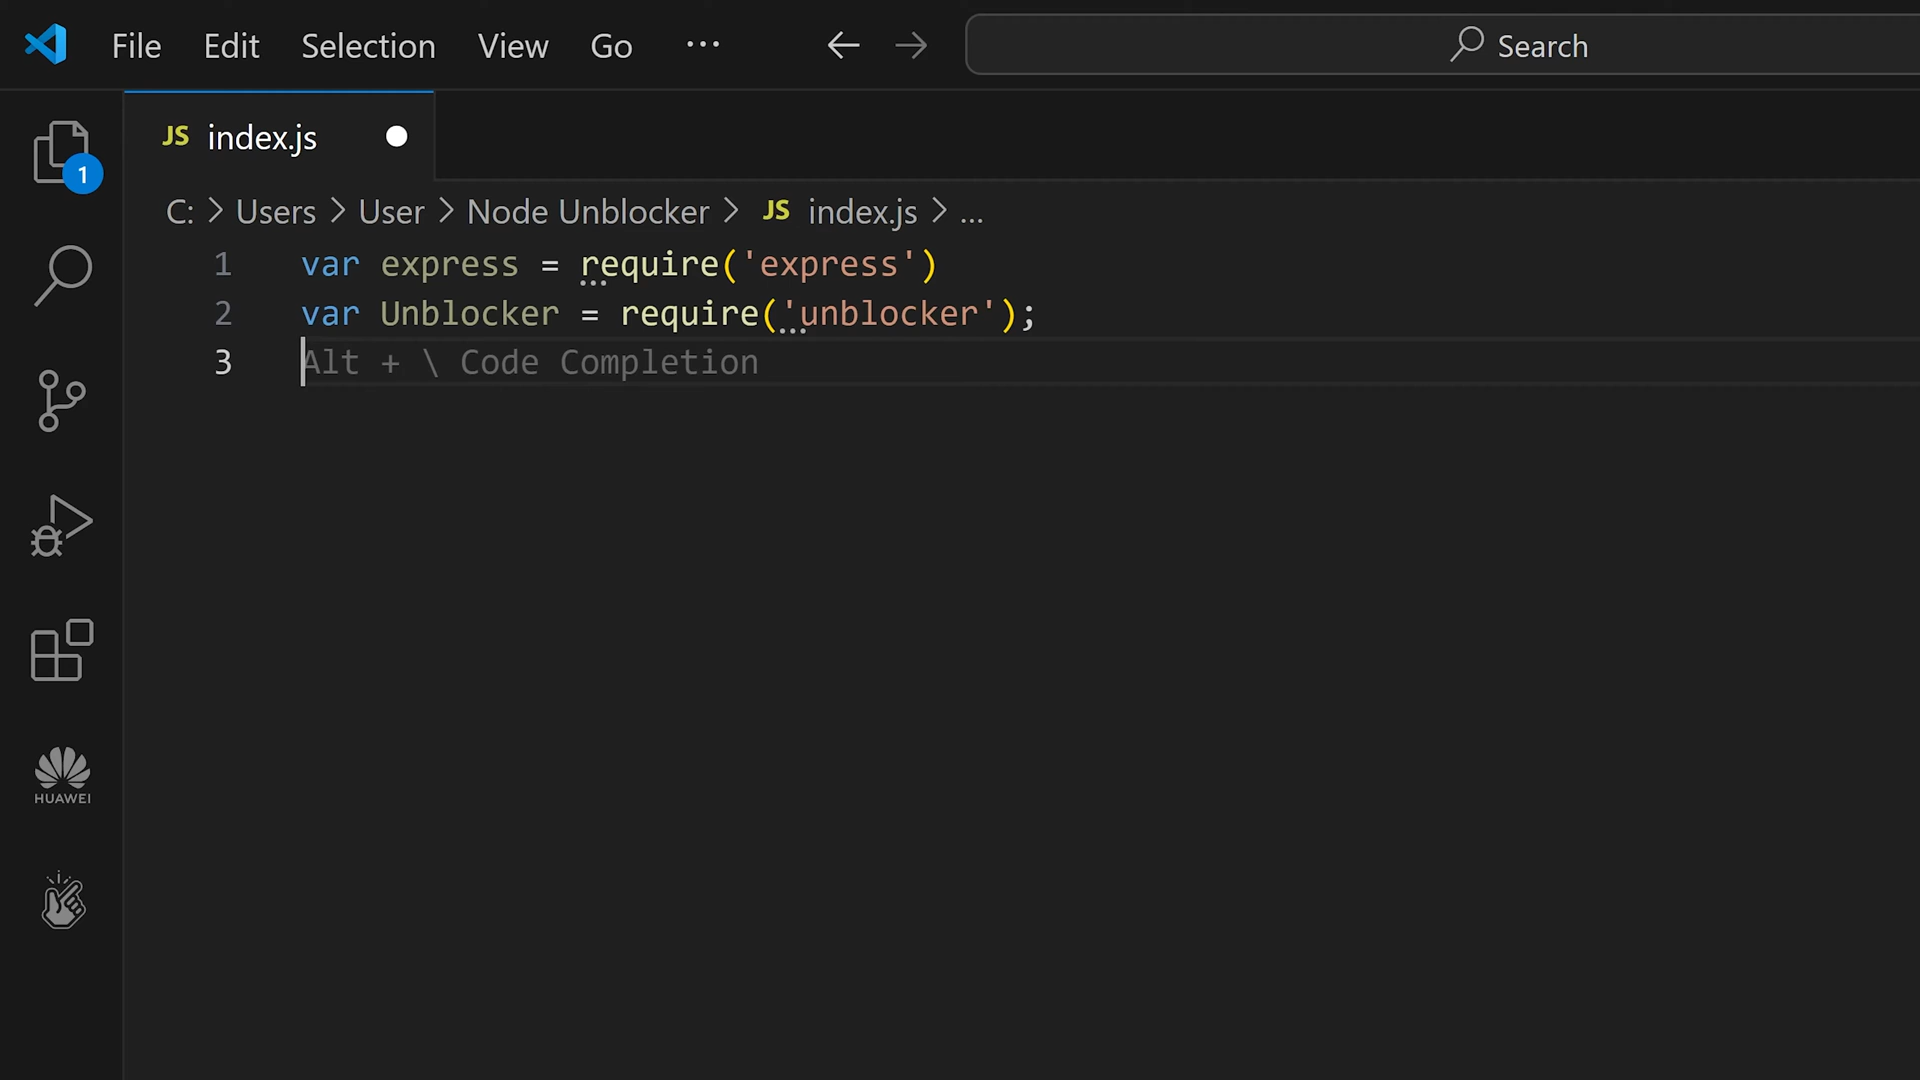 File Edit Selection View Go ... Search
1
JS index.js
C: > Users > User > Node Unblocker > JS index.js > ...
1 var express = require('express')
2 var Unblocker = require('unblocker');
3 Alt + \ Code Completion
HUAWEI